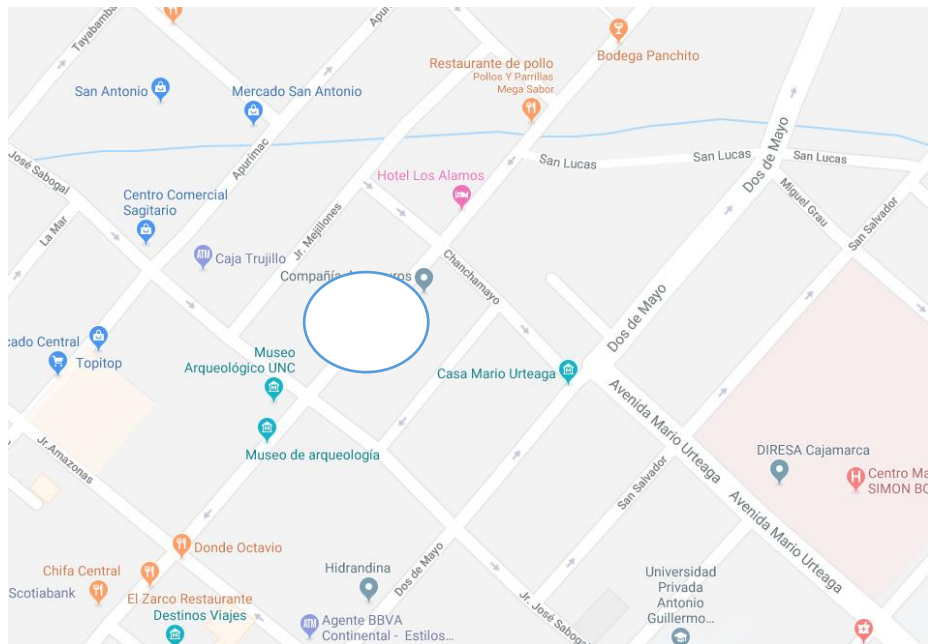 Tayabamba
Apurímac
Bodega Panchito
Restaurante de pollo
Pollos Y Parrillas
Mega Sabor
San Antonio
Mercado San Antonio
Dos de Mayo
San Lucas
San Lucas
San Lucas
José Sabogal
Apurimac
Hotel Los Alamos
Miguel Grau
Centro Comercial
Sagitario
San Salvador
La Mar
Jr. Mejillones
ATM
Caja Trujillo
Chanchamayo
Compañía
Dos de Mayo
cado Central
Topitop
Museo
Arqueológico UNC
Casa Mario Urteaga
Avenida Mario Urteaga
Jr.Amazonas
Museo de arqueología
DIRESA Cajamarca
H
Centro Ma
SIMON BO
San Salvador
Avenida Mario Urteaga
Donde Octavio
Chifa Central
Scotiabank
El Zarco Restaurante
Destinos Viajes
Hidrandina
Dos de Mayo
Jr. José Sabogal
Universidad
Privada
Antonio
Guillermo...
ATM
Agente BBVA
Continental - Estilos...